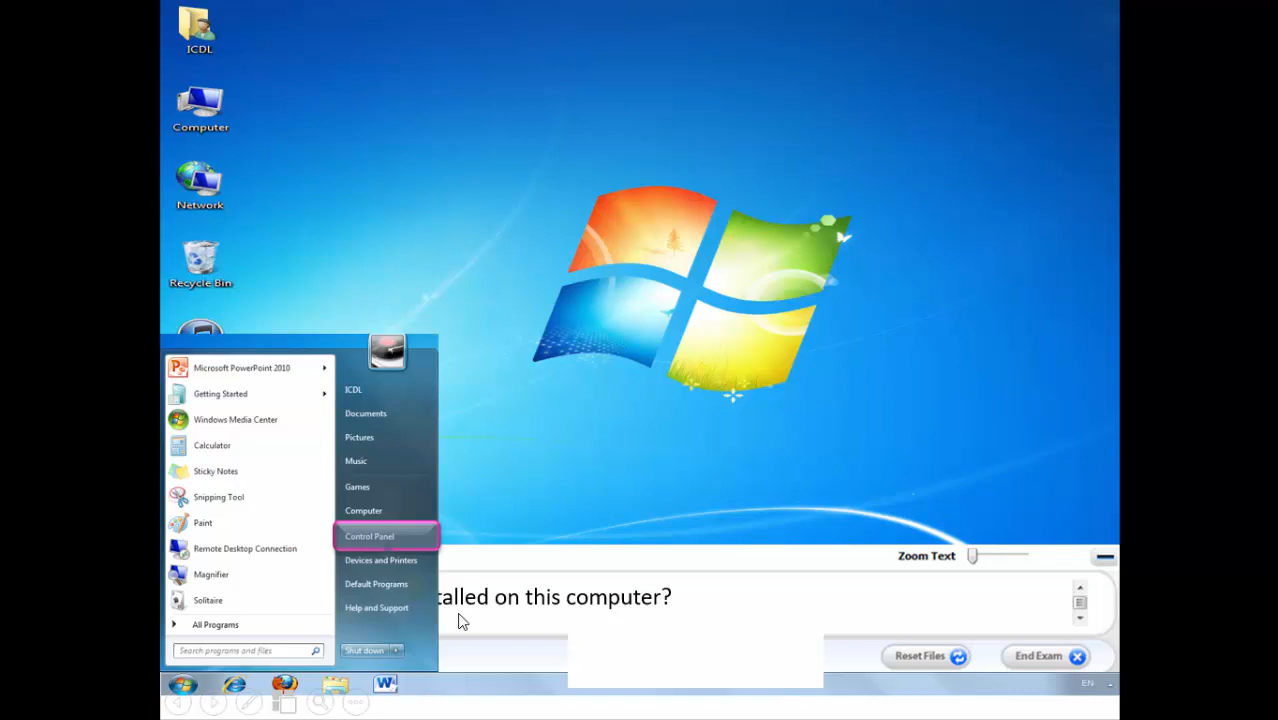 ICDL
Computer
Network
Recycle Bin
Microsoft PowerPoint 2010
Getting Started
Windows Media Center
Calculator
Sticky Notes
Snipping Tool
Paint
Remote Desktop Connection
Magnifier
Solitaire
All Programs
Search programs and files
ICDL
Documents
Pictures
Music
Games
Computer
Control Panel
Devices and Printers
Default Programs
Help and Support
Shut down
Zoom Text
talled on this computer?
Reset Files
End Exam
EN